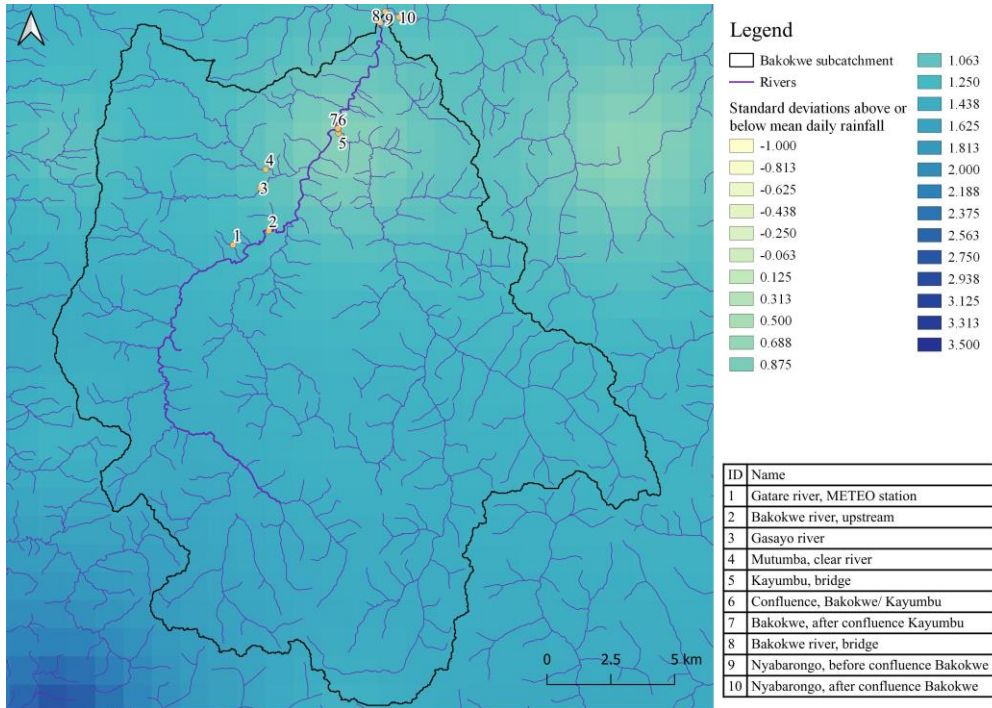 8
9
10
76
5
4
3
2
1
0 2.5 5 km
Legend
Bakokwe subcatchment
Rivers
Standard deviations above or
below mean daily rainfall
-1.000
-0.813
-0.625
-0.438
-0.250
-0.063
0.125
0.313
0.500
0.688
0.875
1.063
1.250
1.438
1.625
1.813
2.000
2.188
2.375
2.563
2.750
2.938
3.125
3.313
3.500
ID Name
1 Gatare river, METEO station
2 Bakokwe river, upstream
3 Gasayo river
4 Mutumba, clear river
5 Kayumbu, bridge
6 Confluence, Bakokwe/ Kayumbu
7 Bakokwe, after confluence Kayumbu
8 Bakokwe river, bridge
9 Nyabarongo, before confluence Bakokwe
10 Nyabarongo, after confluence Bakokwe